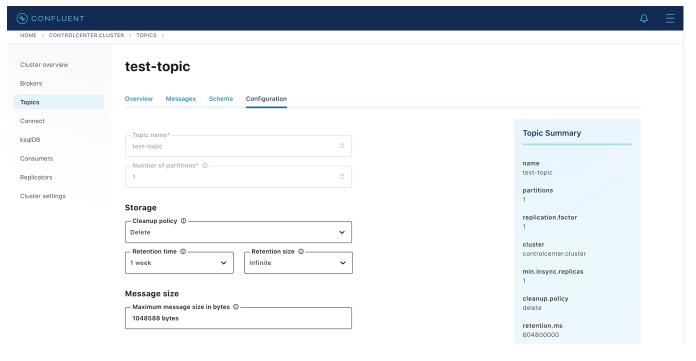 CONFLUENT
HOME > CONTROLCENTER.CLUSTER > TOPICS >
Cluster overview
Brokers
Topics
Connect
ksqlDB
Consumers
Replicators
Cluster settings
test-topic
Overview Messages Schema Configuration
Topic name*
test-topic
Number of partitions*
1
Storage
Cleanup policy
Delete
Retention time Retention size
1 week Infinite
Message size
Maximum message size in bytes
1048588 bytes
Topic Summary
name
test-topic
partitions
1
replication.factor
1
cluster
controlcenter.cluster
min.insync.replicas
1
cleanup.policy
delete
retention.ms
604800000